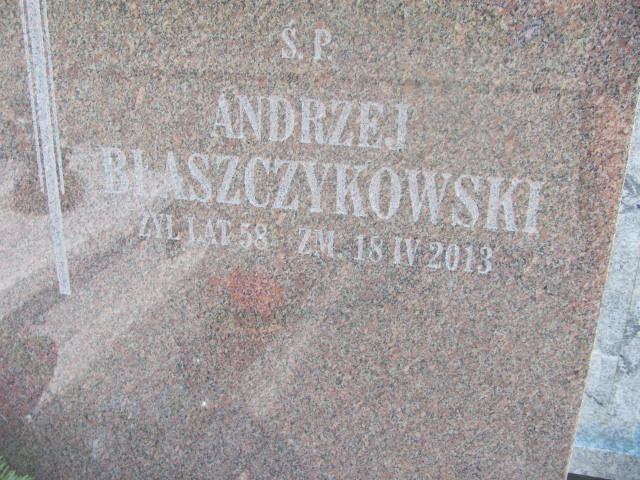 Ś. P.
ANDRZEJ
BŁASZCZYKOWSKI
ŻYŁ LAT 58 ZM. 18 IV 2013